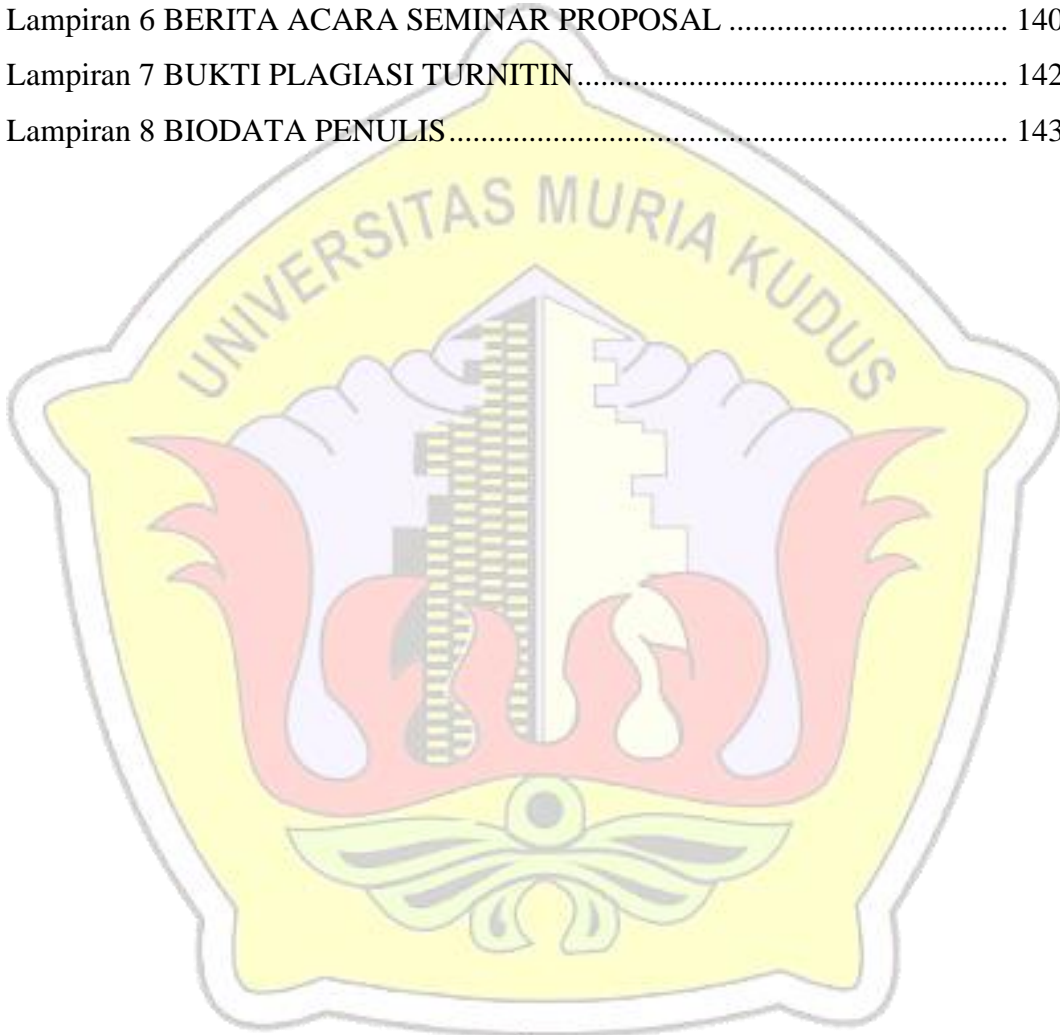 Lampiran 6 BERITA ACARA SEMINAR PROPOSAL ................................. 140
Lampiran 7 BUKTI PLAGIASI TURNITIN................................................... 142
Lampiran 8 BIODATA PENULIS.................................................................. 143
UNIVERSITAS MURIA KUDUS